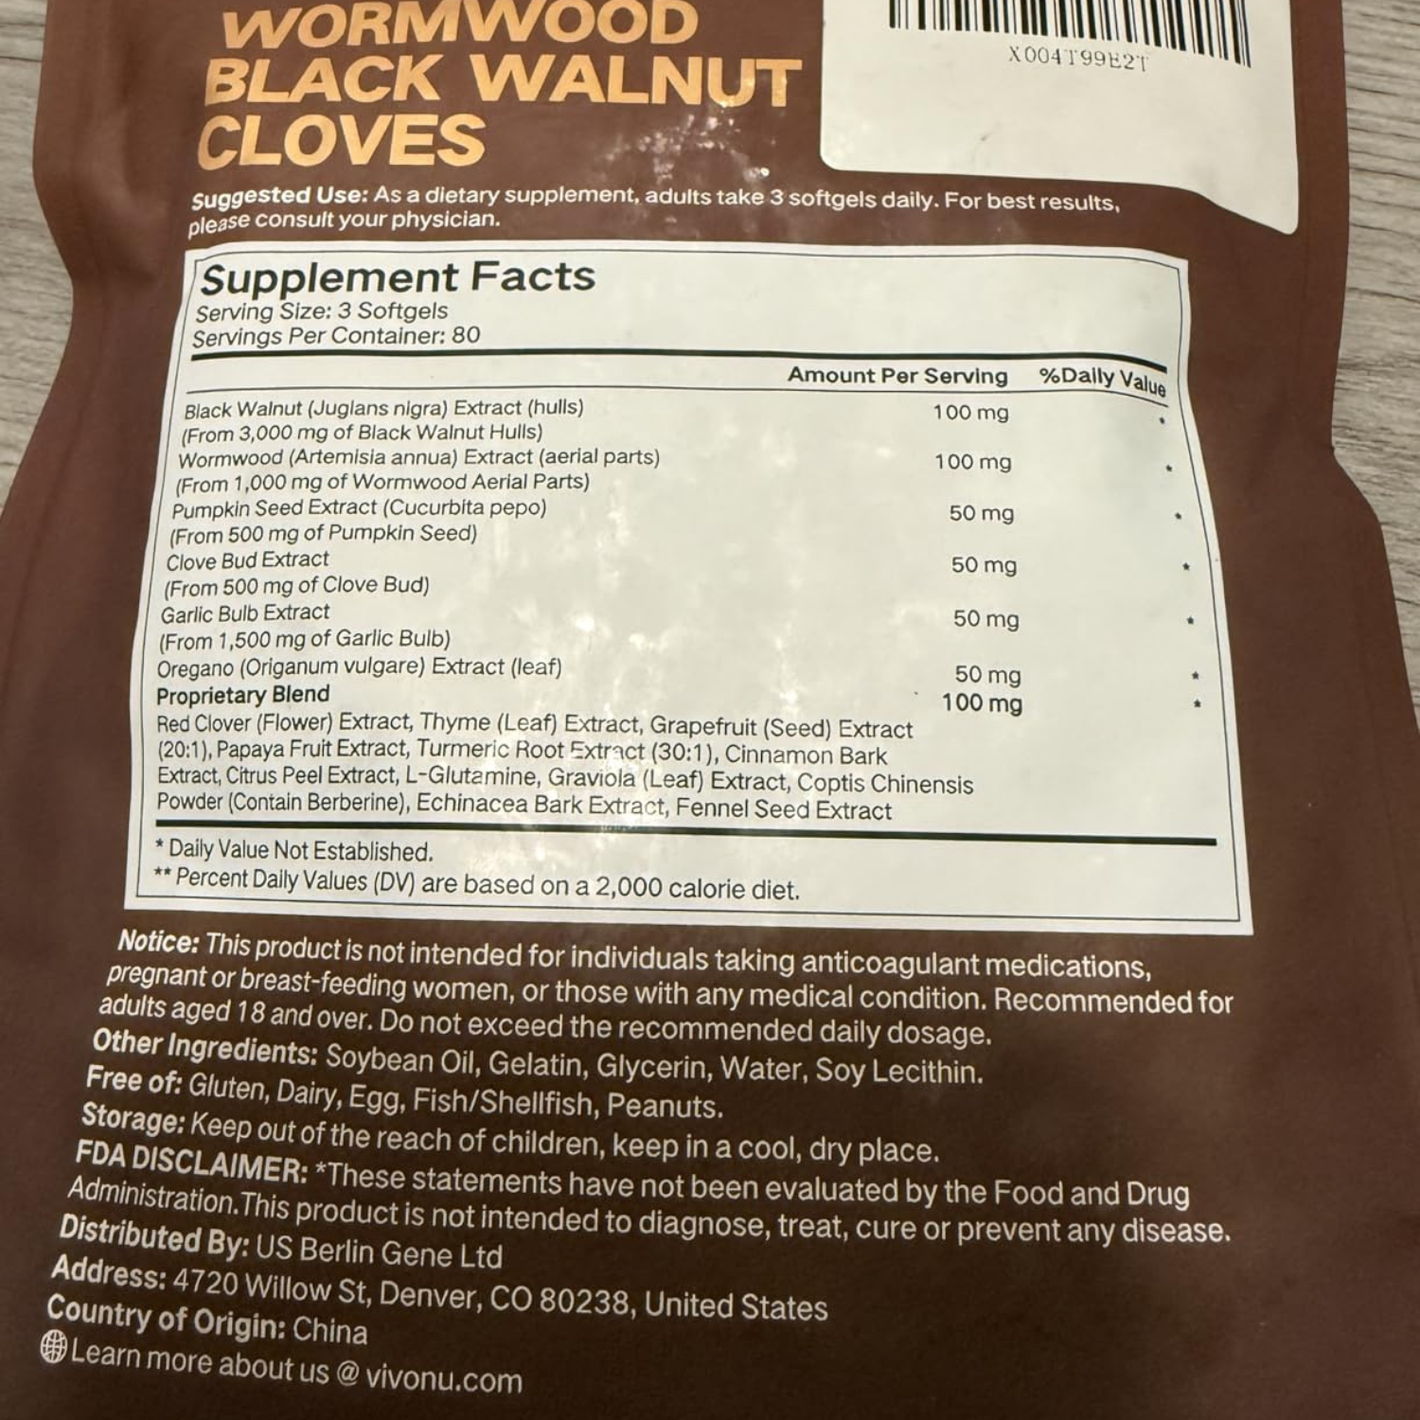 WORMWOOD
BLACK WALNUT
CLOVES
X004T99E2T
Suggested Use: As a dietary supplement, adults take 3 softgels daily. For best results,
please consult your physician.
Supplement Facts
Serving Size: 3 Softgels
Servings Per Container: 80
Amount Per Serving %Daily Value
Black Walnut (Juglans nigra) Extract (hulls) 100 mg *
(From 3,000 mg of Black Walnut Hulls)
Wormwood (Artemisia annua) Extract (aerial parts) 100 mg *
(From 1,000 mg of Wormwood Aerial Parts)
Pumpkin Seed Extract (Cucurbita pepo) 50 mg *
(From 500 mg of Pumpkin Seed)
Clove Bud Extract 50 mg *
(From 500 mg of Clove Bud)
Garlic Bulb Extract 50 mg *
(From 1,500 mg of Garlic Bulb)
Oregano (Origanum vulgare) Extract (leaf) 50 mg *
Proprietary Blend 100 mg *
Red Clover (Flower) Extract, Thyme (Leaf) Extract, Grapefruit (Seed) Extract
(20:1), Papaya Fruit Extract, Turmeric Root Extract (30:1), Cinnamon Bark
Extract, Citrus Peel Extract, L-Glutamine, Graviola (Leaf) Extract, Coptis Chinensis
Powder (Contain Berberine), Echinacea Bark Extract, Fennel Seed Extract
* Daily Value Not Established.
** Percent Daily Values (DV) are based on a 2,000 calorie diet.
Notice: This product is not intended for individuals taking anticoagulant medications,
pregnant or breast-feeding women, or those with any medical condition. Recommended for
adults aged 18 and over. Do not exceed the recommended daily dosage.
Other Ingredients: Soybean Oil, Gelatin, Glycerin, Water, Soy Lecithin.
Free of: Gluten, Dairy, Egg, Fish/Shellfish, Peanuts.
Storage: Keep out of the reach of children, keep in a cool, dry place.
FDA DISCLAIMER: *These statements have not been evaluated by the Food and Drug
Administration.This product is not intended to diagnose, treat, cure or prevent any disease.
Distributed By: US Berlin Gene Ltd
Address: 4720 Willow St, Denver, CO 80238, United States
Country of Origin: China
Learn more about us @ vivonu.com